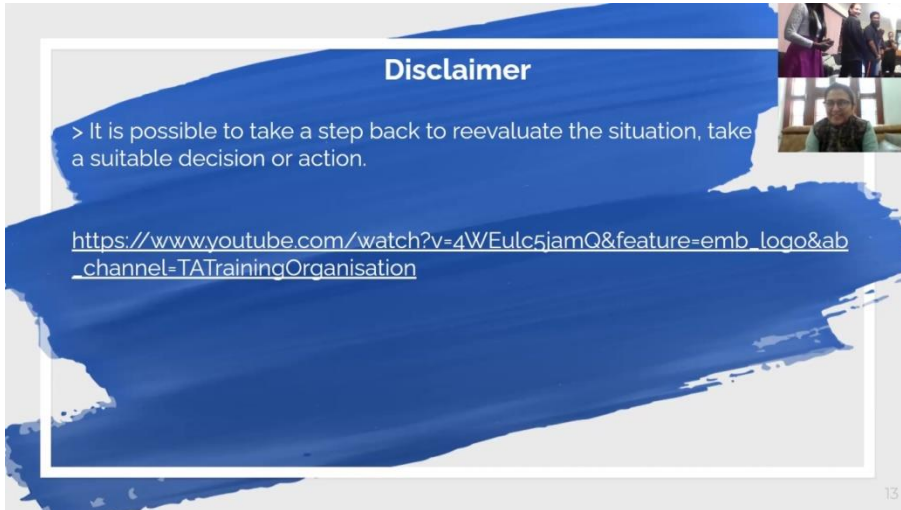 Disclaimer
> It is possible to take a step back to reevaluate the situation, take
a suitable decision or action.
https://www.youtube.com/watch?v=4WEulc5jamQ&feature=emb_logo&ab
_channel=TATrainingOrganisation
13